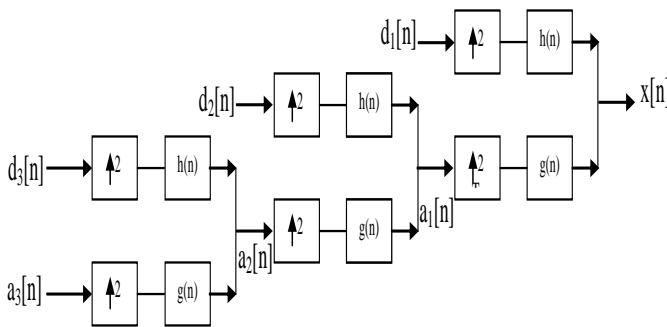 d₁[n] ↑2 h(n)
x[n]
d₂[n] ↑2 h(n)
d₃[n] ↑2 h(n) ↑2 g(n)
a₁[n]
↑2 g(n)
a₂[n]
a₃[n] ↑2 g(n)